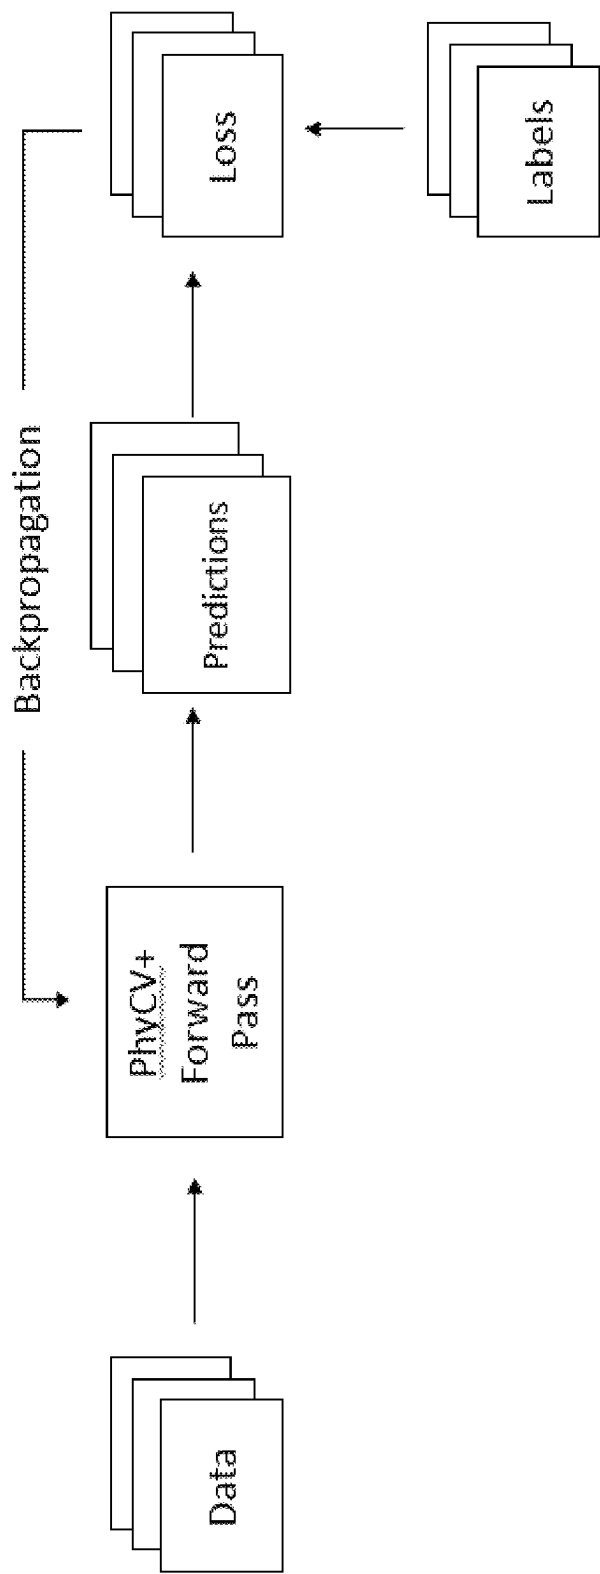 Backpropagation
Data
PhyCV+
Forward
Pass
Predictions
Loss
Labels